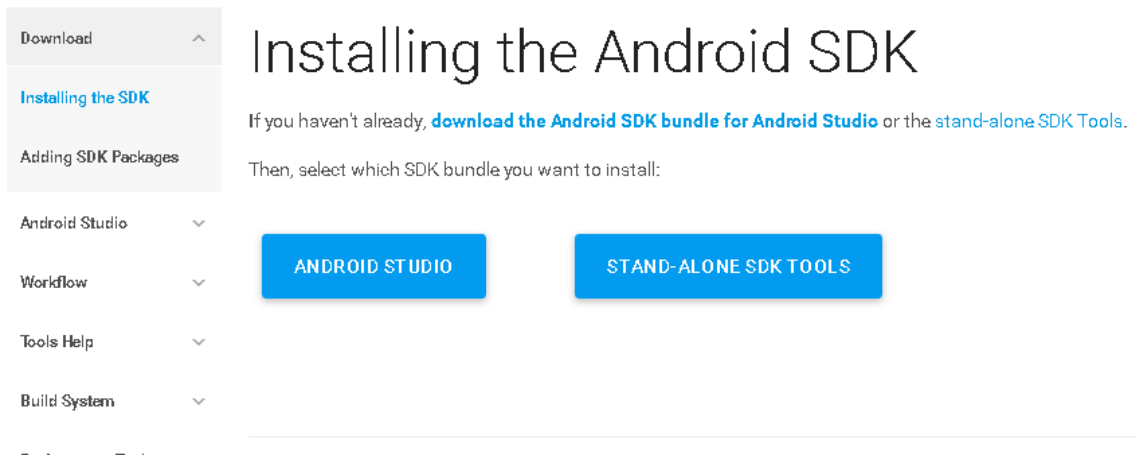 Download
Installing the SDK
Adding SDK Packages
Android Studio
Workflow
Tools Help
Build System
Installing the Android SDK
If you haven't already, download the Android SDK bundle for Android Studio or the stand-alone SDK Tools.
Then, select which SDK bundle you want to install:
ANDROID STUDIO
STAND-ALONE SDK TOOLS